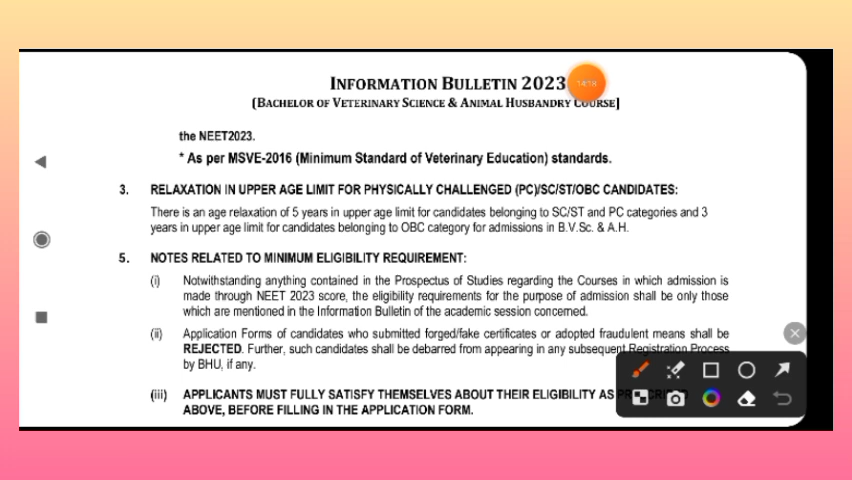 INFORMATION BULLETIN 2023
14:18
[BACHELOR OF VETERINARY SCIENCE & ANIMAL HUSBANDRY COURSE]
the NEET2023.
* As per MSVE-2016 (Minimum Standard of Veterinary Education) standards.
3. RELAXATION IN UPPER AGE LIMIT FOR PHYSICALLY CHALLENGED (PC)/SC/ST/OBC CANDIDATES:
There is an age relaxation of 5 years in upper age limit for candidates belonging to SC/ST and PC categories and 3
years in upper age limit for candidates belonging to OBC category for admissions in B.V.Sc. & A.H.
5. NOTES RELATED TO MINIMUM ELIGIBILITY REQUIREMENT:
(i) Notwithstanding anything contained in the Prospectus of Studies regarding the Courses in which admission is
made through NEET 2023 score, the eligibility requirements for the purpose of admission shall be only those
which are mentioned in the Information Bulletin of the academic session concerned.
(ii) Application Forms of candidates who submitted forged/fake certificates or adopted fraudulent means shall be
REJECTED. Further, such candidates shall be debarred from appearing in any subsequent Registration Process
by BHU, if any.
(iii) APPLICANTS MUST FULLY SATISFY THEMSELVES ABOUT THEIR ELIGIBILITY AS
ABOVE, BEFORE FILLING IN THE APPLICATION FORM.